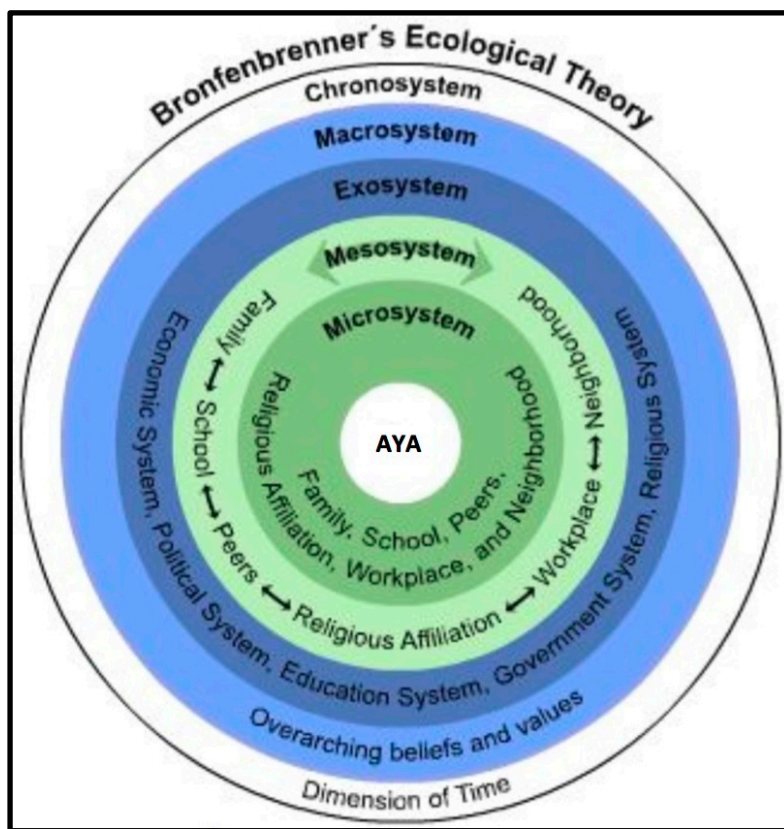 Bronfenbrenner´s Ecological Theory
Chronosystem
Macrosystem
Exosystem
Mesosystem
Microsystem
AYA
Family. School, Peers,
Religious Affiliation, Workplace, and Neighborhood
Family ↔ School ↔ Peers ↔ Religious Affiliation ↔ Workplace ↔ Neighborhood
Economic System, Political System, Education System, Government System, Religious System
Overarching beliefs and values
Dimension of Time